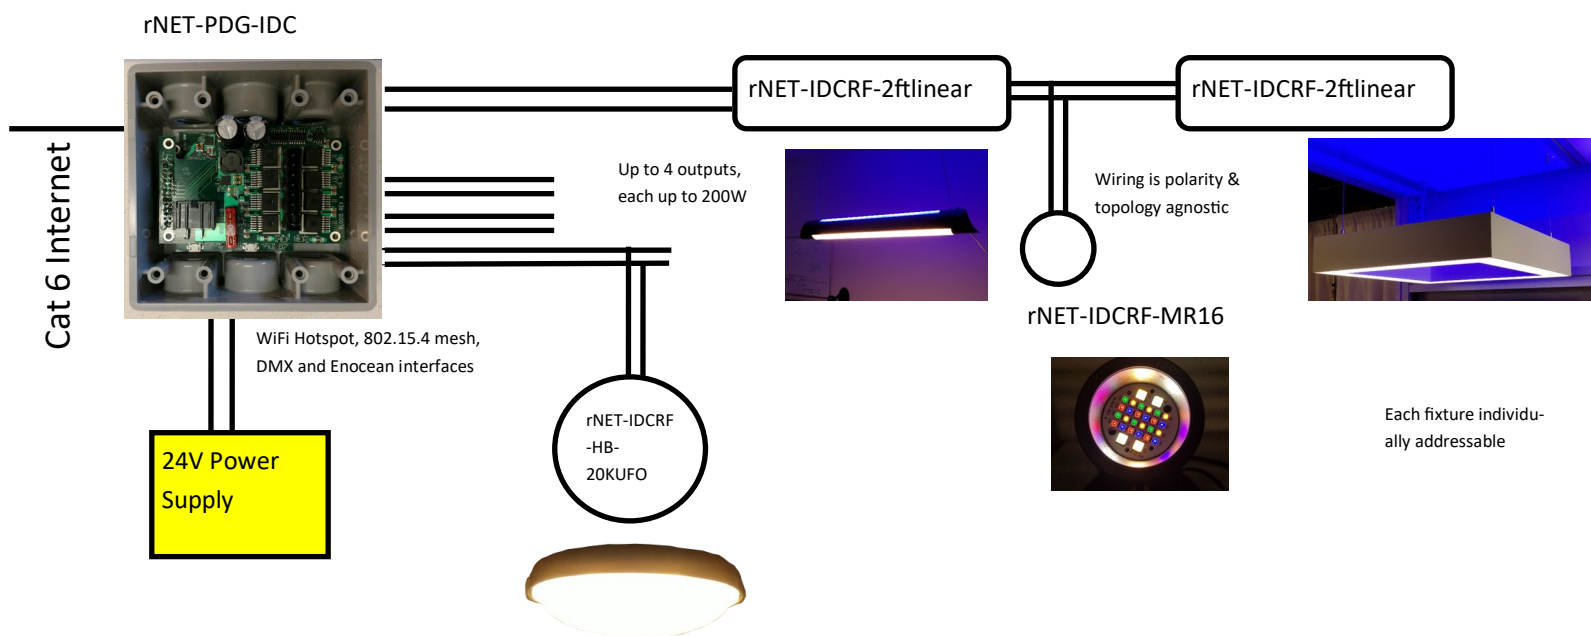 rNET-PDG-IDC
rNET-IDCRF-2ftlinear
rNET-IDCRF-2ftlinear
Cat 6 Internet
Up to 4 outputs,
each up to 200W
Wiring is polarity &
topology agnostic
rNET-IDCRF-MR16
WiFi Hotspot, 802.15.4 mesh,
DMX and Enocean interfaces
rNET-IDCRF
-HB-
20KUFO
Each fixture individu-
ally addressable
24V Power
Supply